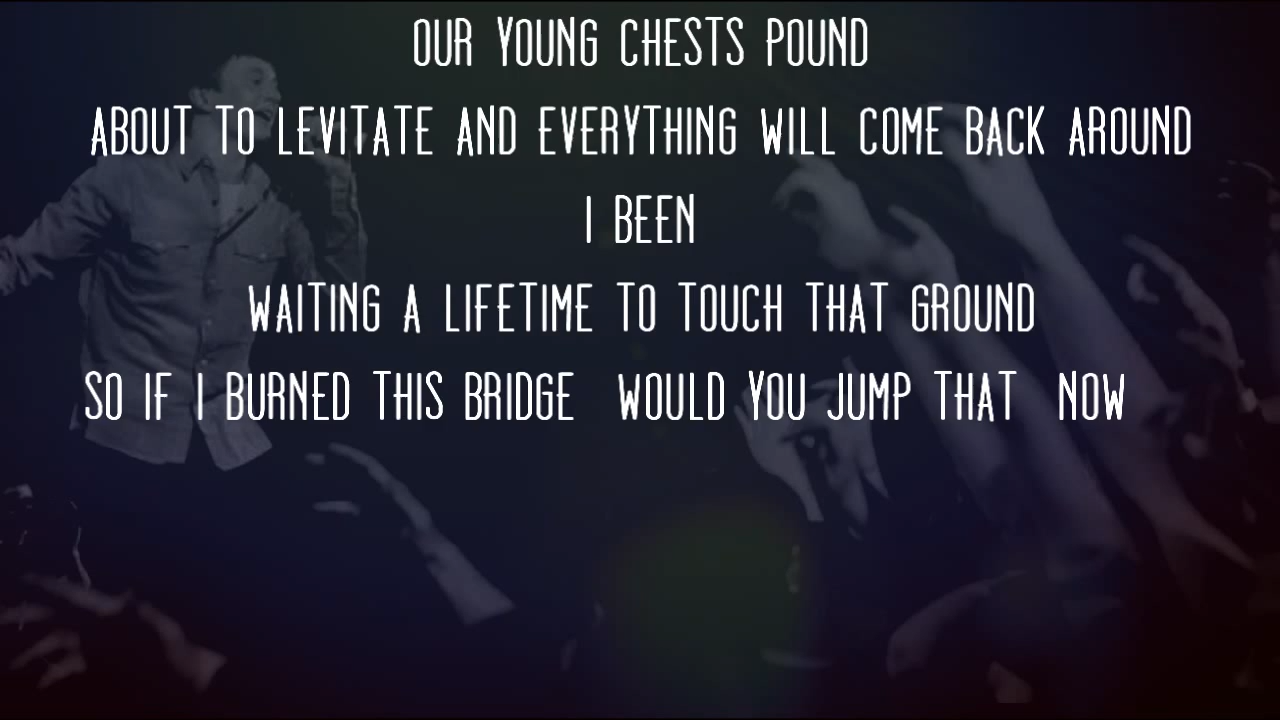 OUR YOUNG CHESTS POUND
ABOUT TO LEVITATE AND EVERYTHING WILL COME BACK AROUND
I BEEN
WAITING A LIFETIME TO TOUCH THAT GROUND
SO IF I BURNED THIS BRIDGE WOULD YOU JUMP THAT NOW